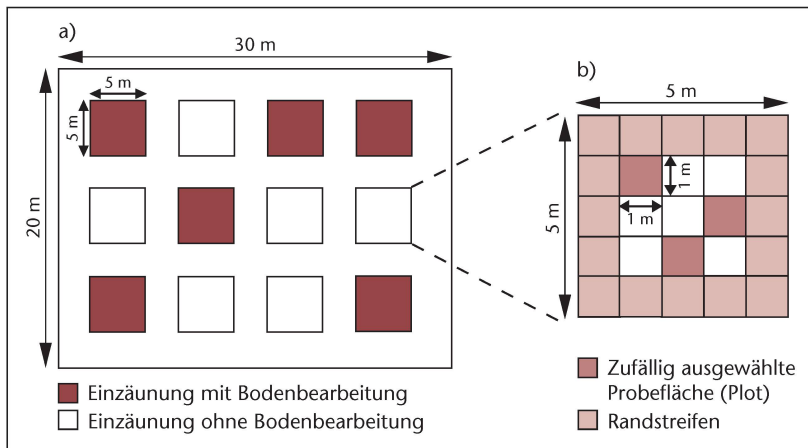 a)
30 m
5 m
5 m
20 m
Einzäunung mit Bodenbearbeitung
Einzäunung ohne Bodenbearbeitung
b)
5 m
1 m
1 m
5 m
Zufällig ausgewählte
Probefläche (Plot)
Randstreifen